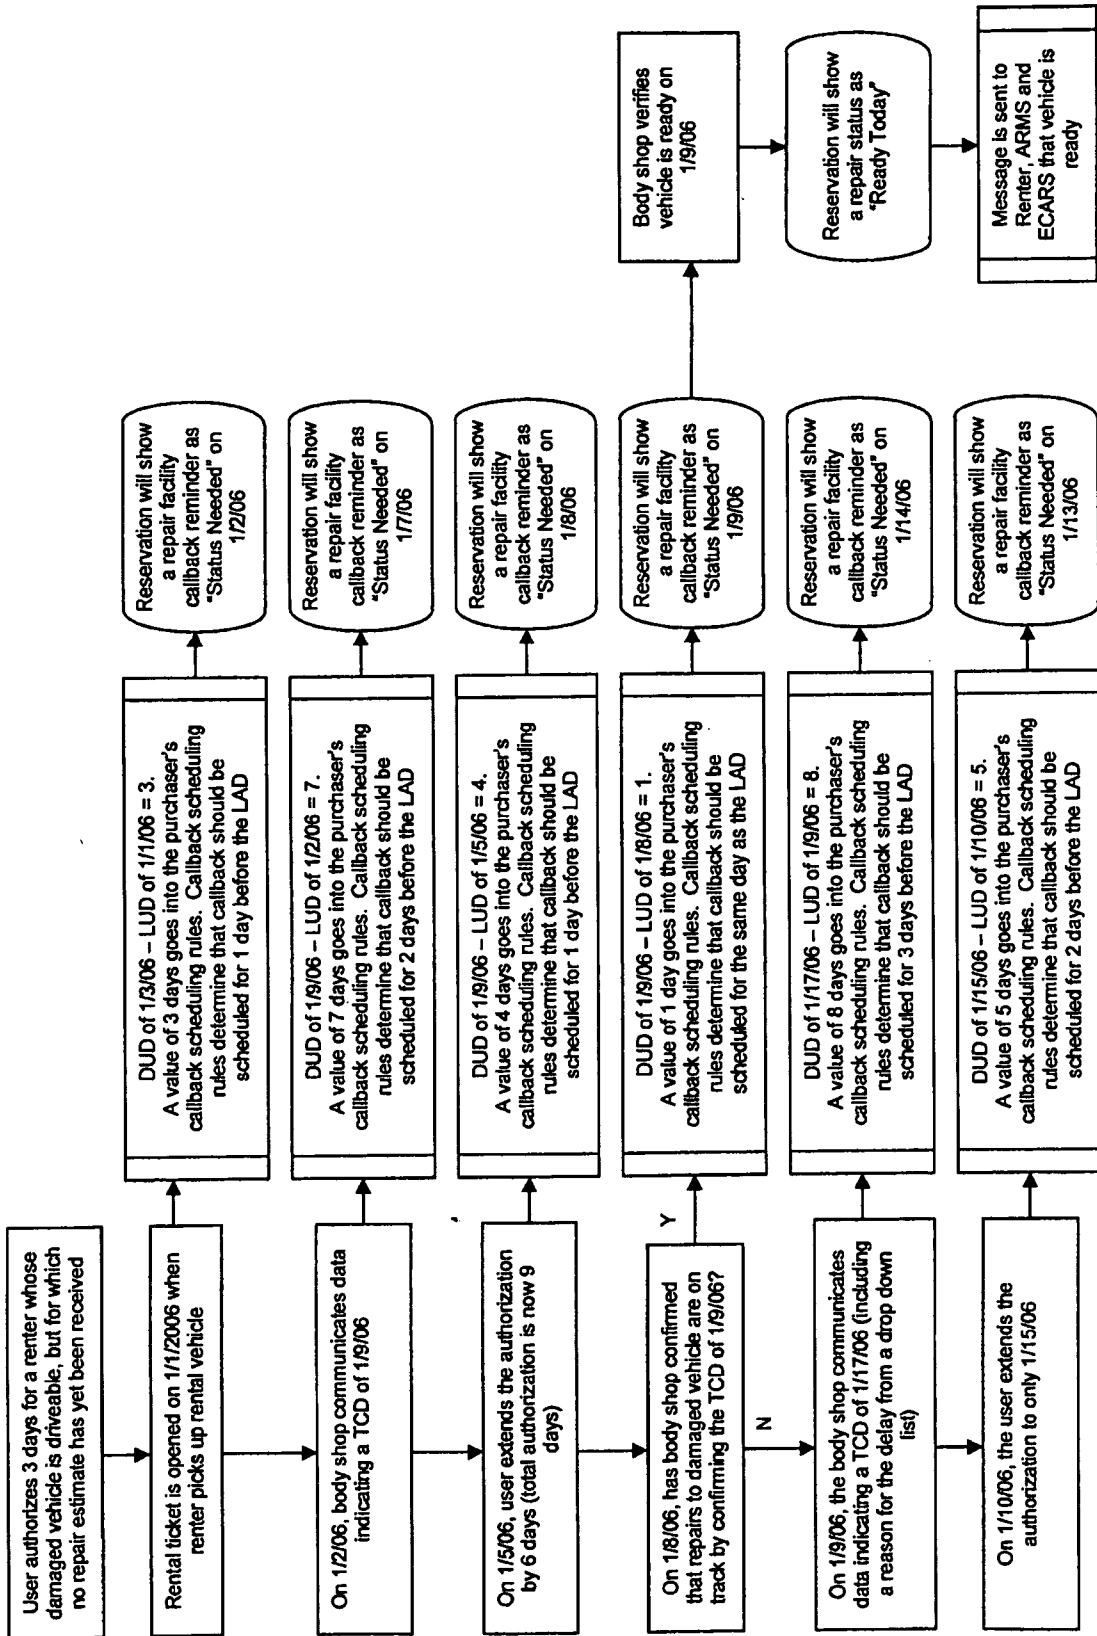 User authorizes 3 days for a renter whose
damaged vehicle is driveable, but for which
no repair estimate has yet been received
Rental ticket is opened on 1/1/2006 when
renter picks up rental vehicle
DUD of 1/3/06 – LUD of 1/1/06 = 3.
A value of 3 days goes into the purchaser's
callback scheduling rules. Callback scheduling
rules determine that callback should be
scheduled for 1 day before the LAD
Reservation will show
a repair facility
callback reminder as
"Status Needed" on
1/2/06
On 1/2/06, body shop communicates data
indicating a TCD of 1/9/06
DUD of 1/9/06 – LUD of 1/2/06 = 7.
A value of 7 days goes into the purchaser's
callback scheduling rules. Callback scheduling
rules determine that callback should be
scheduled for 2 days before the LAD
Reservation will show
a repair facility
callback reminder as
"Status Needed" on
1/7/06
On 1/5/06, user extends the authorization
by 6 days (total authorization is now 9
days)
DUD of 1/9/06 – LUD of 1/5/06 = 4.
A value of 4 days goes into the purchaser's
callback scheduling rules. Callback scheduling
rules determine that callback should be
scheduled for 1 day before the LAD
Reservation will show
a repair facility
callback reminder as
"Status Needed" on
1/8/06
On 1/8/06, has body shop confirmed
that repairs to damaged vehicle are on
track by confirming the TCD of 1/9/06?
Y
DUD of 1/9/06 – LUD of 1/8/06 = 1.
A value of 1 day goes into the purchaser's
callback scheduling rules. Callback scheduling
rules determine that callback should be
scheduled for the same day as the LAD
Reservation will show
a repair facility
callback reminder as
"Status Needed" on
1/9/06
Body shop verifies
vehicle is ready on
1/9/06
Reservation will show
a repair status as
"Ready Today"
Message is sent to
Renter, ARMS and
ECARS that vehicle is
ready
N
On 1/9/06, the body shop communicates
data indicating a TCD of 1/17/06 (including
a reason for the delay from a drop down
list)
DUD of 1/17/06 – LUD of 1/9/06 = 8.
A value of 8 days goes into the purchaser's
callback scheduling rules. Callback scheduling
rules determine that callback should be
scheduled for 3 days before the LAD
Reservation will show
a repair facility
callback reminder as
"Status Needed" on
1/14/06
On 1/10/06, the user extends the
authorization to only 1/15/06
DUD of 1/15/06 – LUD of 1/10/06 = 5.
A value of 5 days goes into the purchaser's
callback scheduling rules. Callback scheduling
rules determine that callback should be
scheduled for 2 days before the LAD
Reservation will show
a repair facility
callback reminder as
"Status Needed" on
1/13/06